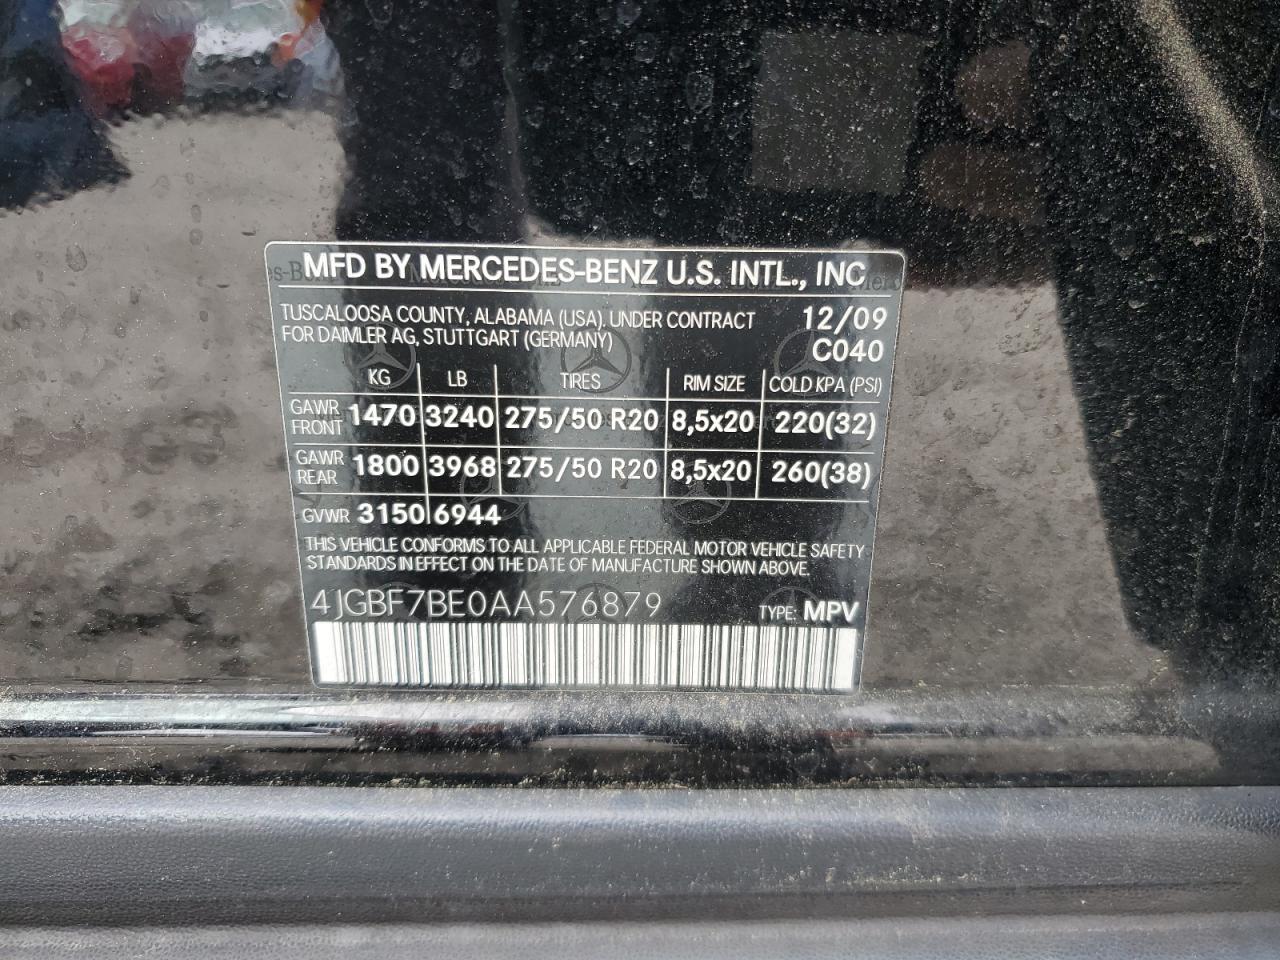 MFD BY MERCEDES-BENZ U.S. INTL., INC
TUSCALOOSA COUNTY, ALABAMA (USA), UNDER CONTRACT 12/09
FOR DAIMLER AG, STUTTGART (GERMANY) C040
KG LB TIRES RIM SIZE COLD KPA (PSI)
GAWR FRONT 1470 3240 275/50 R20 8,5x20 220(32)
GAWR REAR 1800 3968 275/50 R20 8,5x20 260(38)
GVWR 3150 6944
THIS VEHICLE CONFORMS TO ALL APPLICABLE FEDERAL MOTOR VEHICLE SAFETY
STANDARDS IN EFFECT ON THE DATE OF MANUFACTURE SHOWN ABOVE.
4JGBF7BE0AA576879 TYPE: MPV